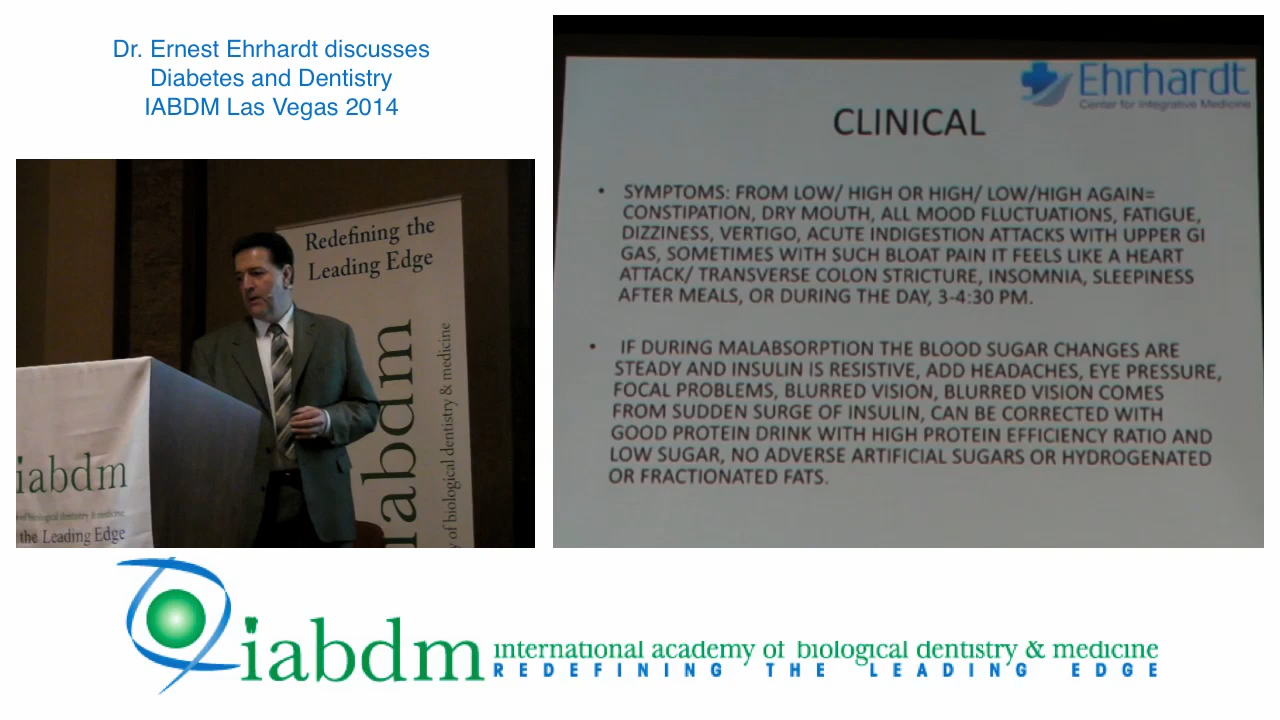 Dr. Ernest Ehrhardt discusses
Diabetes and Dentistry
IABDM Las Vegas 2014
Redefining the
Leading Edge
iabdm
y of biological dentistry & medicine
iabdm
of biological dentistry & medicine
the Leading Edge
Ehrhardt
Center for Integrative Medicine
CLINICAL
• SYMPTOMS: FROM LOW/ HIGH OR HIGH/ LOW/HIGH AGAIN=
CONSTIPATION, DRY MOUTH, ALL MOOD FLUCTUATIONS, FATIGUE,
DIZZINESS, VERTIGO, ACUTE INDIGESTION ATTACKS WITH UPPER GI
GAS, SOMETIMES WITH SUCH BLOAT PAIN IT FEELS LIKE A HEART
ATTACK/ TRANSVERSE COLON STRICTURE, INSOMNIA, SLEEPINESS
AFTER MEALS, OR DURING THE DAY, 3-4:30 PM.
• IF DURING MALABSORPTION THE BLOOD SUGAR CHANGES ARE
STEADY AND INSULIN IS RESISTIVE, ADD HEADACHES, EYE PRESSURE,
FOCAL PROBLEMS, BLURRED VISION, BLURRED VISION COMES
FROM SUDDEN SURGE OF INSULIN, CAN BE CORRECTED WITH
GOOD PROTEIN DRINK WITH HIGH PROTEIN EFFICIENCY RATIO AND
LOW SUGAR, NO ADVERSE ARTIFICIAL SUGARS OR HYDROGENATED
OR FRACTIONATED FATS.
iabdm
international academy of biological dentistry & medicine
REDEFINING THE LEADING EDGE